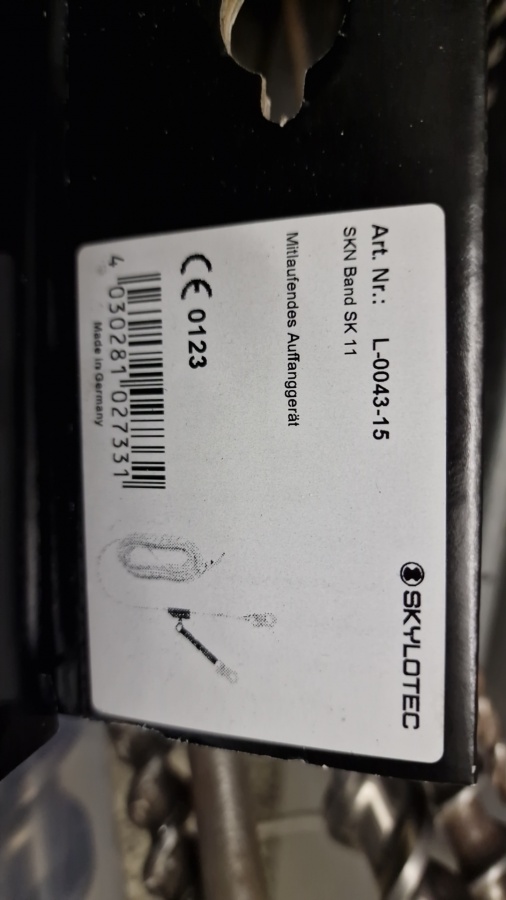 Art. Nr.: L-0043-15
SKYLOTEC
SKN Band SK 11
Mitlaufendes Auffanggerät
CE 0123
4 030281 027331
Made in Germany